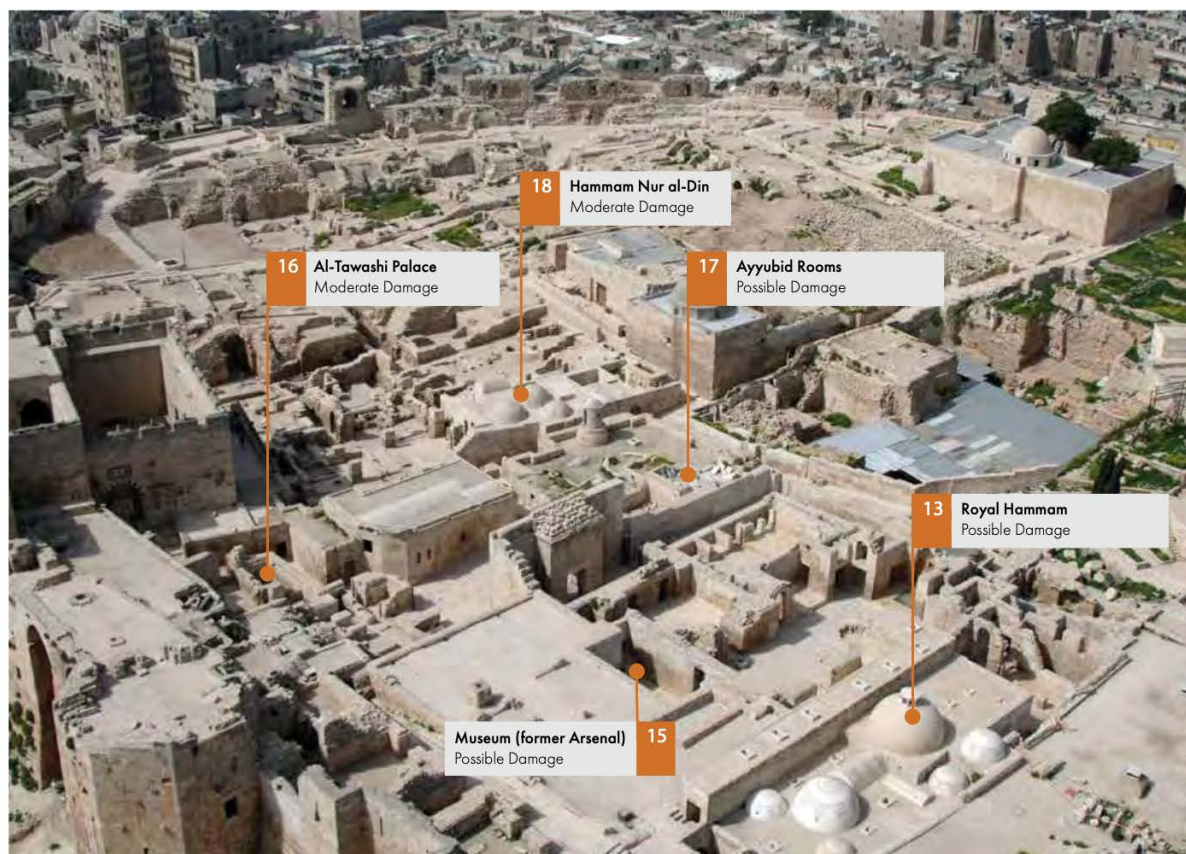 18 Hammam Nur al-Din
Moderate Damage
16 Al-Tawashi Palace
Moderate Damage
17 Ayyubid Rooms
Possible Damage
13 Royal Hammam
Possible Damage
Museum (former Arsenal) 15
Possible Damage